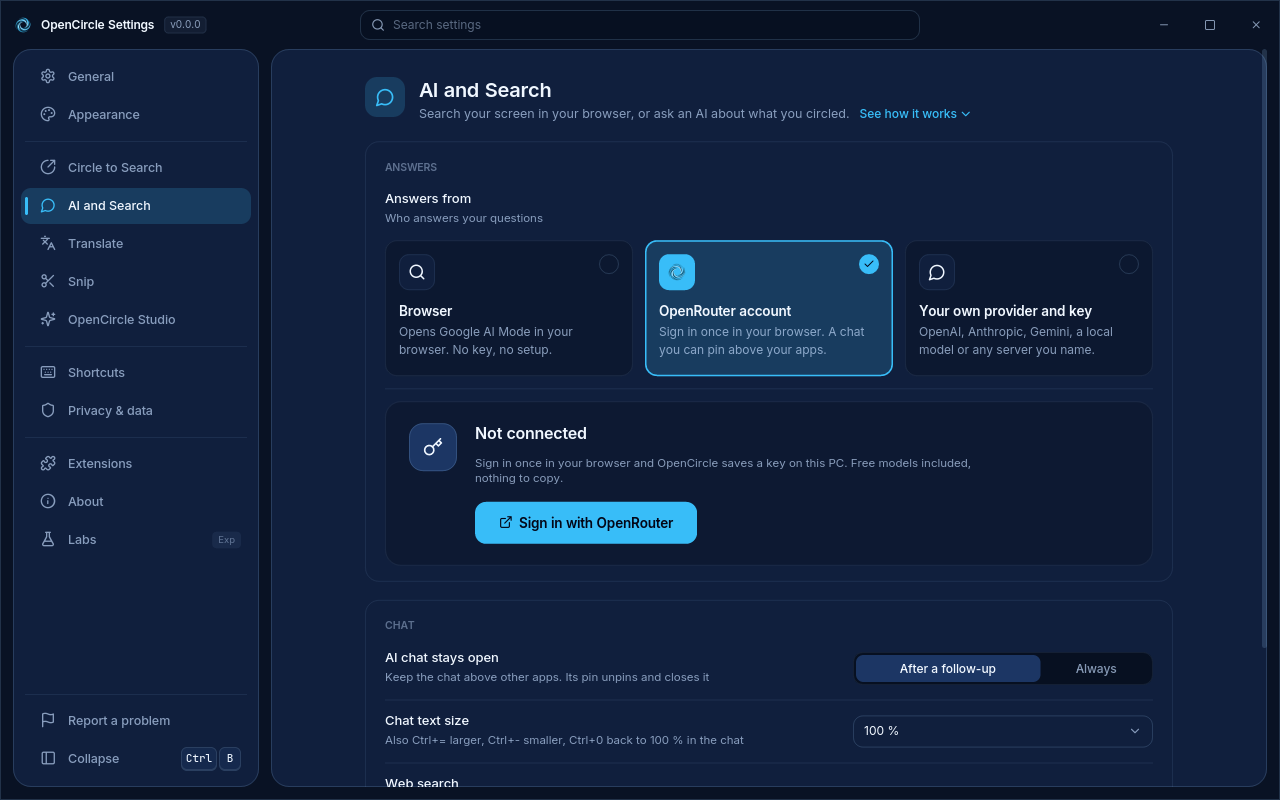 OpenCircle Settings v0.0.0
Search settings
General
Appearance
Circle to Search
AI and Search
Translate
Snip
OpenCircle Studio
Shortcuts
Privacy & data
Extensions
About
Labs Exp
Report a problem
Collapse Ctrl B
AI and Search
Search your screen in your browser, or ask an AI about what you circled. See how it works
ANSWERS
Answers from
Who answers your questions
Browser
Opens Google AI Mode in your
browser. No key, no setup.
OpenRouter account
Sign in once in your browser. A chat
you can pin above your apps.
Your own provider and key
OpenAI, Anthropic, Gemini, a local
model or any server you name.
Not connected
Sign in once in your browser and OpenCircle saves a key on this PC. Free models included,
nothing to copy.
Sign in with OpenRouter
CHAT
AI chat stays open
Keep the chat above other apps. Its pin unpins and closes it
After a follow-up Always
Chat text size
Also Ctrl+= larger, Ctrl+- smaller, Ctrl+0 back to 100 % in the chat
100 %
Web search